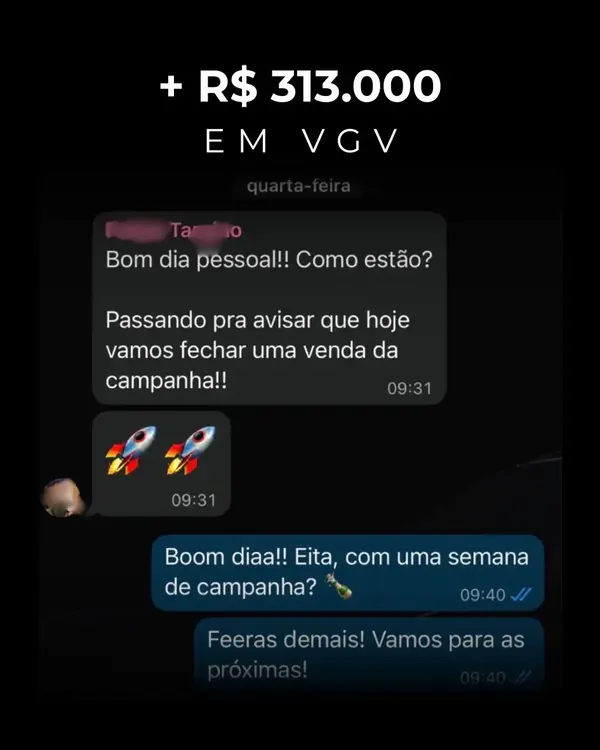 + R$ 313.000
EM VGV
quarta-feira
Bom dia pessoal!! Como estão?
Passando pra avisar que hoje
vamos fechar uma venda da
campanha!!
09:31
09:31
Boom diaa!! Eita, com uma semana
de campanha?
09:40
Feeras demais! Vamos para as
próximas!
09:40